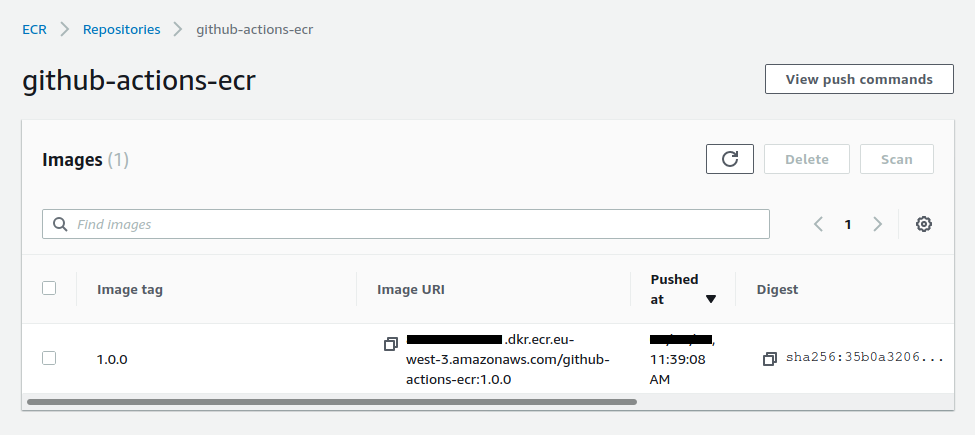 ECR > Repositories > github-actions-ecr
github-actions-ecr
View push commands
Images (1)
Delete
Scan
Find images
1
Image tag
Image URI
Pushed
at
Digest
1.0.0
.dkr.ecr.eu-
west-3.amazonaws.com/github-
actions-ecr:1.0.0
,
11:39:08
AM
sha256:35b0a3206...